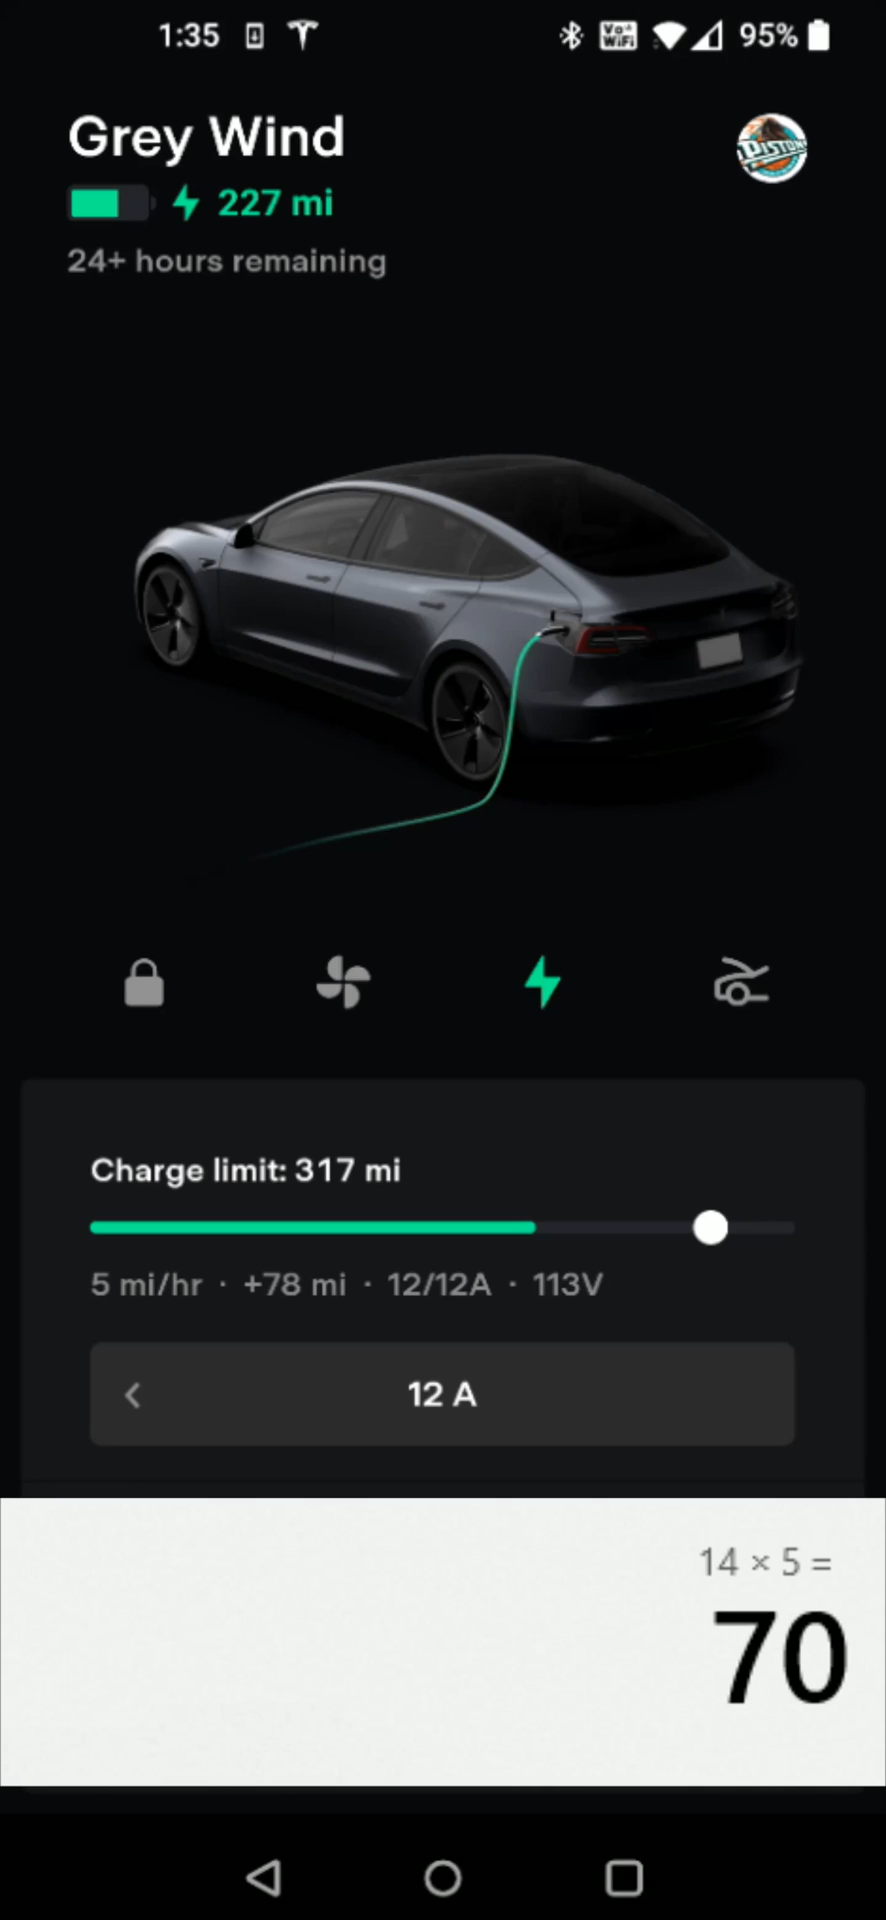 1:35 95%
Grey Wind
PISTONS
227 mi
24+ hours remaining
Charge limit: 317 mi
5 mi/hr · +78 mi · 12/12A · 113V
12 A
14 × 5 =
70